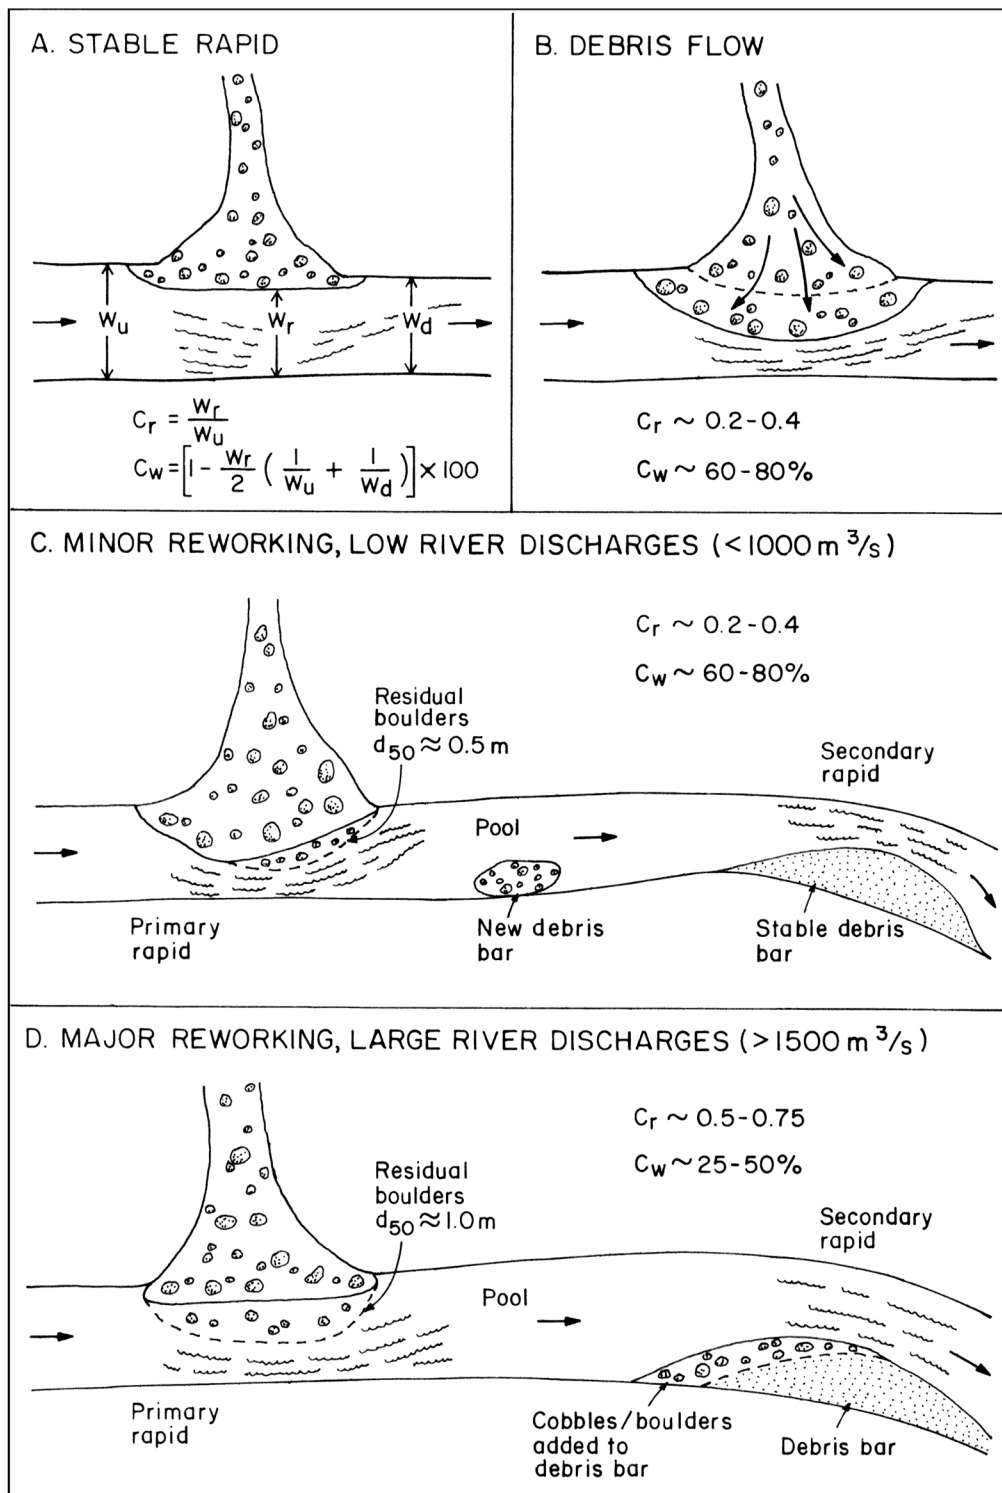 A. STABLE RAPID
Wu
Wr
Wd
Cr = Wr/Wu
Cw = [1 - Wr/2 (1/Wu + 1/Wd)] × 100
B. DEBRIS FLOW
Cr ~ 0.2-0.4
Cw ~ 60-80%
C. MINOR REWORKING, LOW RIVER DISCHARGES (<1000 m³/s)
Cr ~ 0.2-0.4
Cw ~ 60-80%
Residual
boulders
d50 ≈ 0.5 m
Secondary
rapid
Pool
Primary
rapid
New debris
bar
Stable debris
bar
D. MAJOR REWORKING, LARGE RIVER DISCHARGES (>1500 m³/s)
Cr ~ 0.5-0.75
Cw ~ 25-50%
Residual
boulders
d50 ≈ 1.0 m
Secondary
rapid
Pool
Primary
rapid
Cobbles/boulders
added to
debris bar
Debris bar